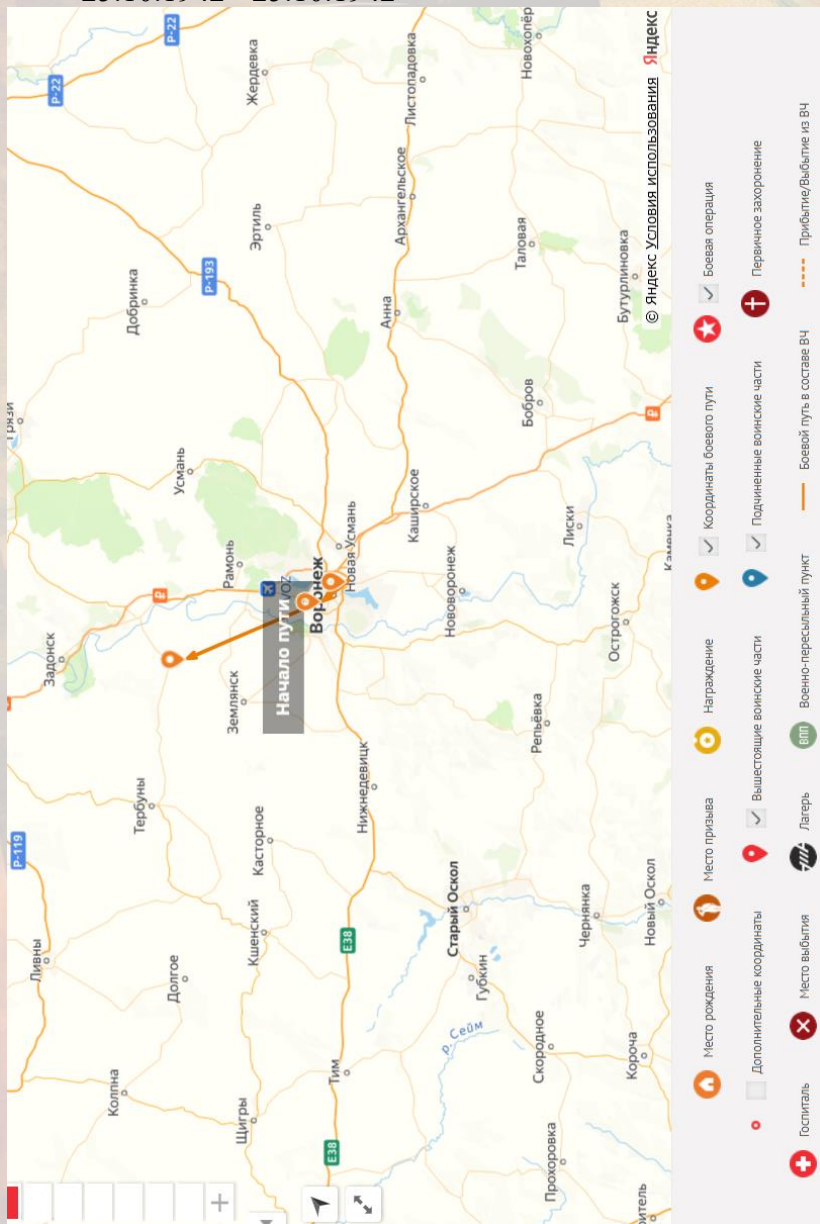 Р-119
Задонск
Грязи
Р-22
Ливны
Колпна
Тербуны
Добринка
Р-22
Долгое
Усмань
Р-193
Щигры
Кшенский
Касторное
Землянск
Рамонь
Эртиль
Жердевка
Начало пути
Воронеж
Новая Усмань
Е38
Тим
Е38
Нижнедевицк
Анна
Архангельское
Листопадовка
Каширское
Старый Оскол
Нововоронеж
р. Сейм
Губкин
Скородное
Репьёвка
Бобров
Таловая
Новохопёр
Прохоровка
Чернянка
Лиски
Короча
Новый Оскол
Острогожск
Бутурлиновка
Каменка
© Яндекс Условия использования Яндекс
Место рождения
Место призыва
Награждение
Координаты боевого пути
Боевая операция
Дополнительные координаты
Вышестоящие воинские части
Подчиненные воинские части
Первичное захоронение
Госпиталь
Место выбытия
Лагерь
ВПП Военно-пересыльный пункт
Боевой путь в составе ВЧ
Прибытие/Выбытие из ВЧ